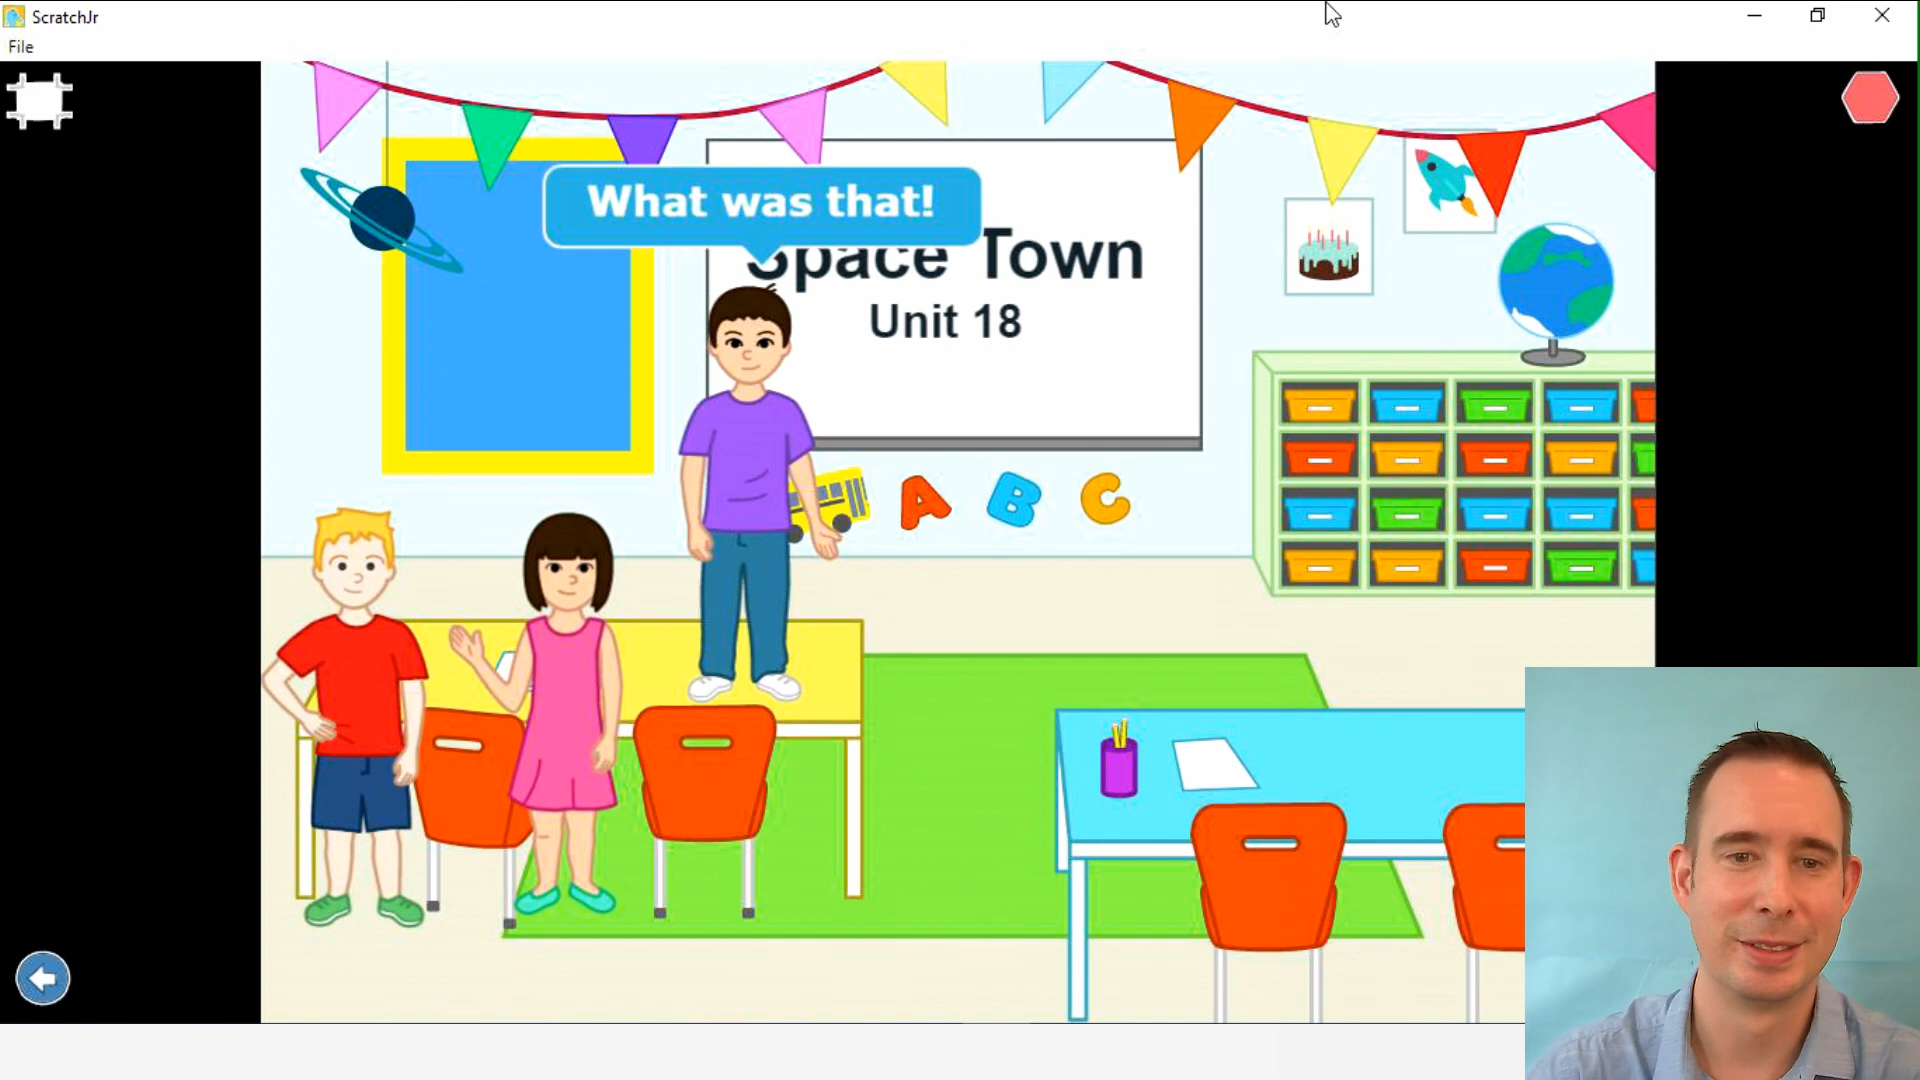 ScratchJr
File
What was that!
Space Town
Unit 18
A B C